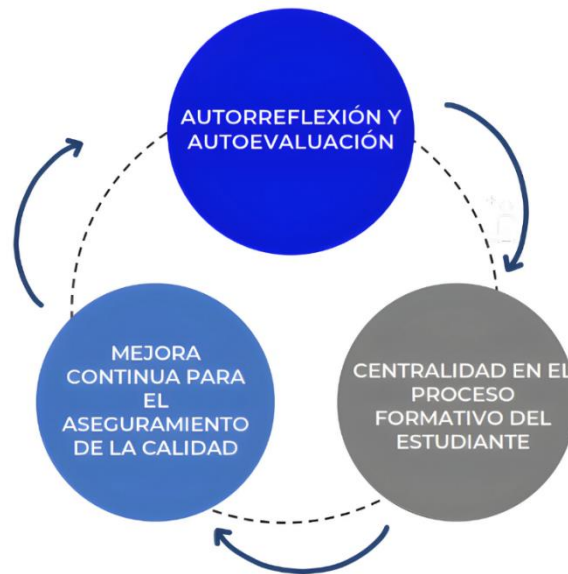 AUTORREFLEXIÓN Y
AUTOEVALUACIÓN
MEJORA
CONTINUA PARA
EL
ASEGURAMIENTO
DE LA CALIDAD
CENTRALIDAD EN EL
PROCESO
FORMATIVO DEL
ESTUDIANTE